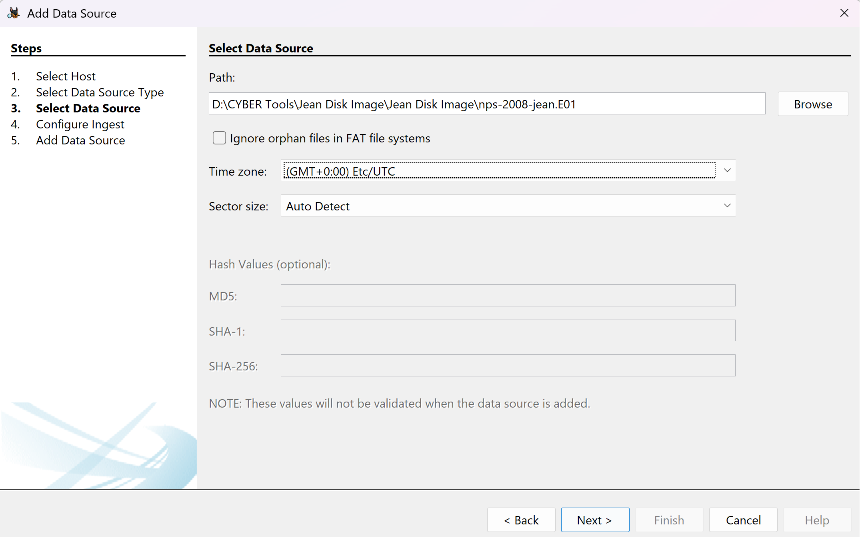 Add Data Source
Steps
1. Select Host
2. Select Data Source Type
3. Select Data Source
4. Configure Ingest
5. Add Data Source
Select Data Source
Path:
D:\CYBER Tools\Jean Disk Image\Jean Disk Image\nps-2008-jean.E01
Browse
Ignore orphan files in FAT file systems
Time zone: (GMT+0:00) Etc/UTC
Sector size: Auto Detect
Hash Values (optional):
MD5:
SHA-1:
SHA-256:
NOTE: These values will not be validated when the data source is added.
< Back Next > Finish Cancel Help